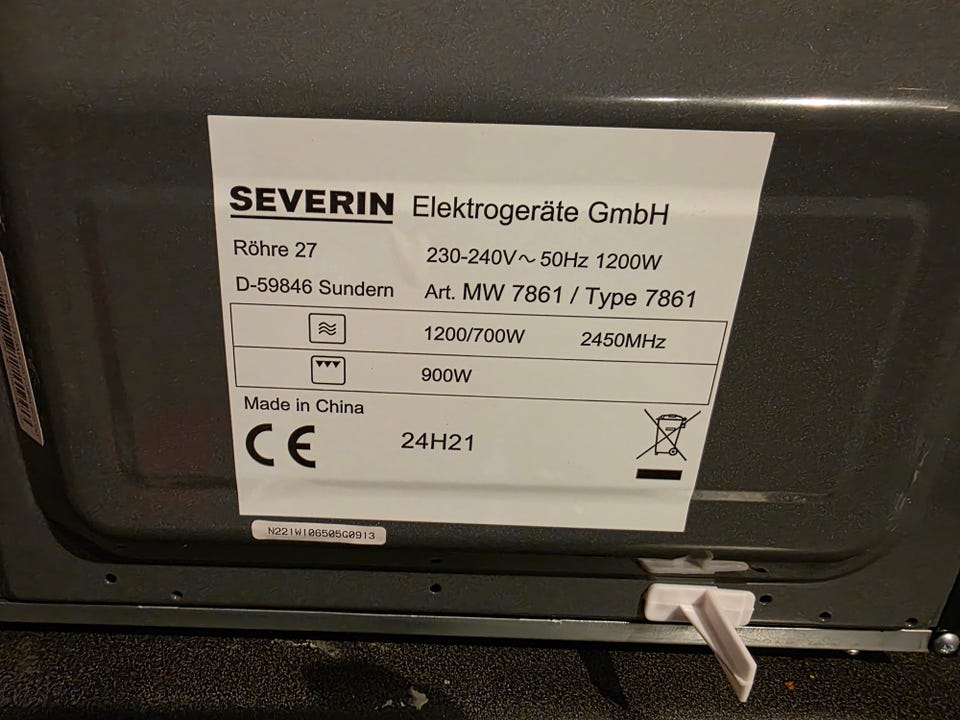 SEVERIN Elektrogeräte GmbH
Röhre 27 230-240V~ 50Hz 1200W
D-59846 Sundern Art. MW 7861 / Type 7861
1200/700W 2450MHz
900W
Made in China
CE 24H21
N221W106505G0913